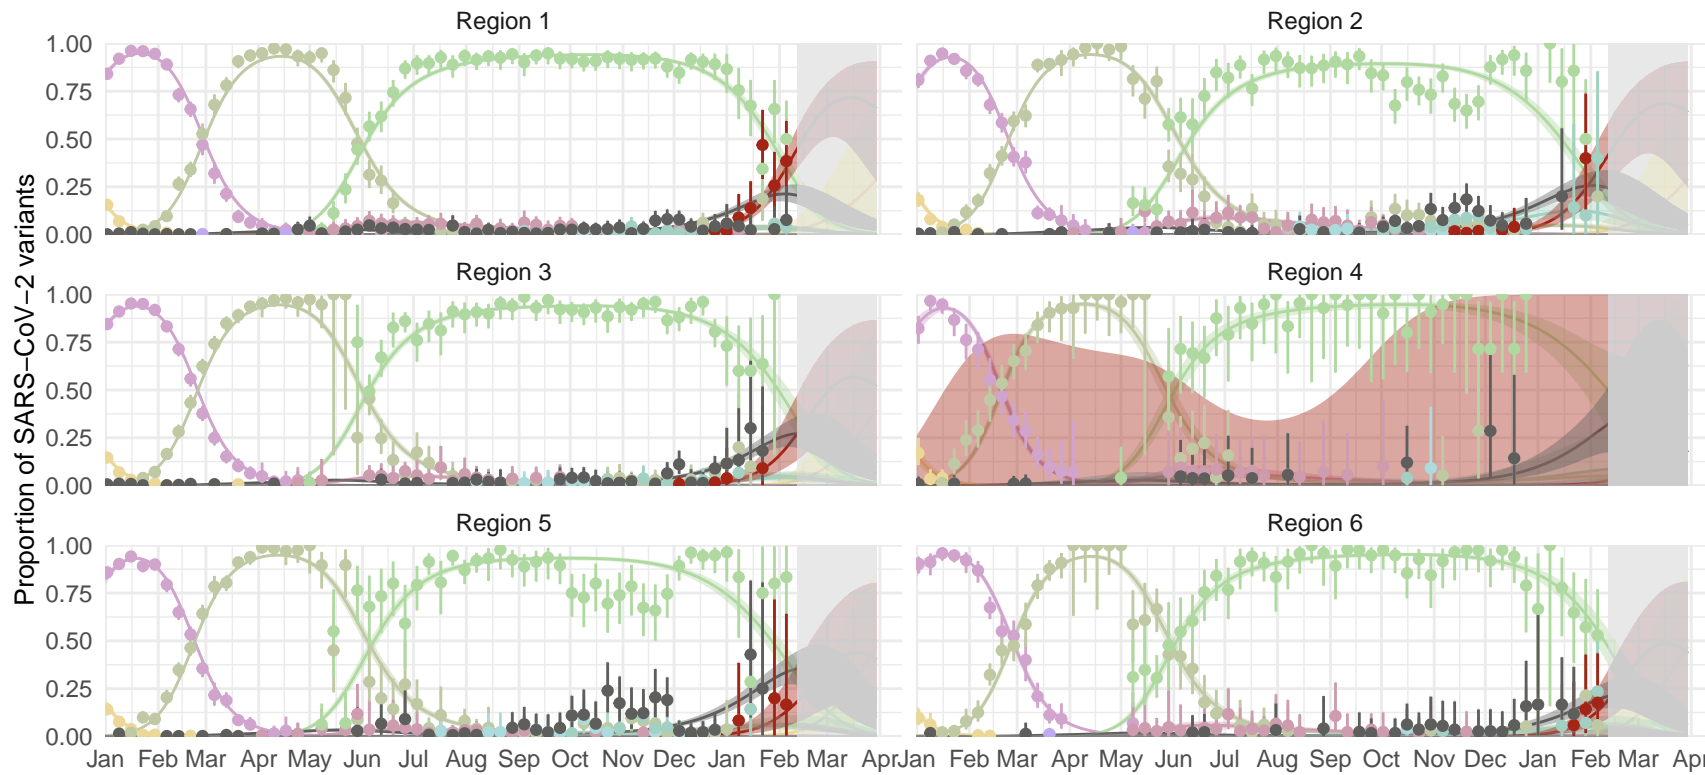 Region 1
Region 2
1.00
0.75
0.50
0.25
0.00
Region 3
Region 4
1.00
0.75
0.50
0.25
0.00
Region 5
Region 6
1.00
0.75
0.50
0.25
0.00
Proportion of SARS−CoV−2 variants
Jan Feb Mar Apr May Jun Jul Aug Sep Oct Nov Dec Jan Feb Mar Apr
Jan Feb Mar Apr May Jun Jul Aug Sep Oct Nov Dec Jan Feb Mar Ap